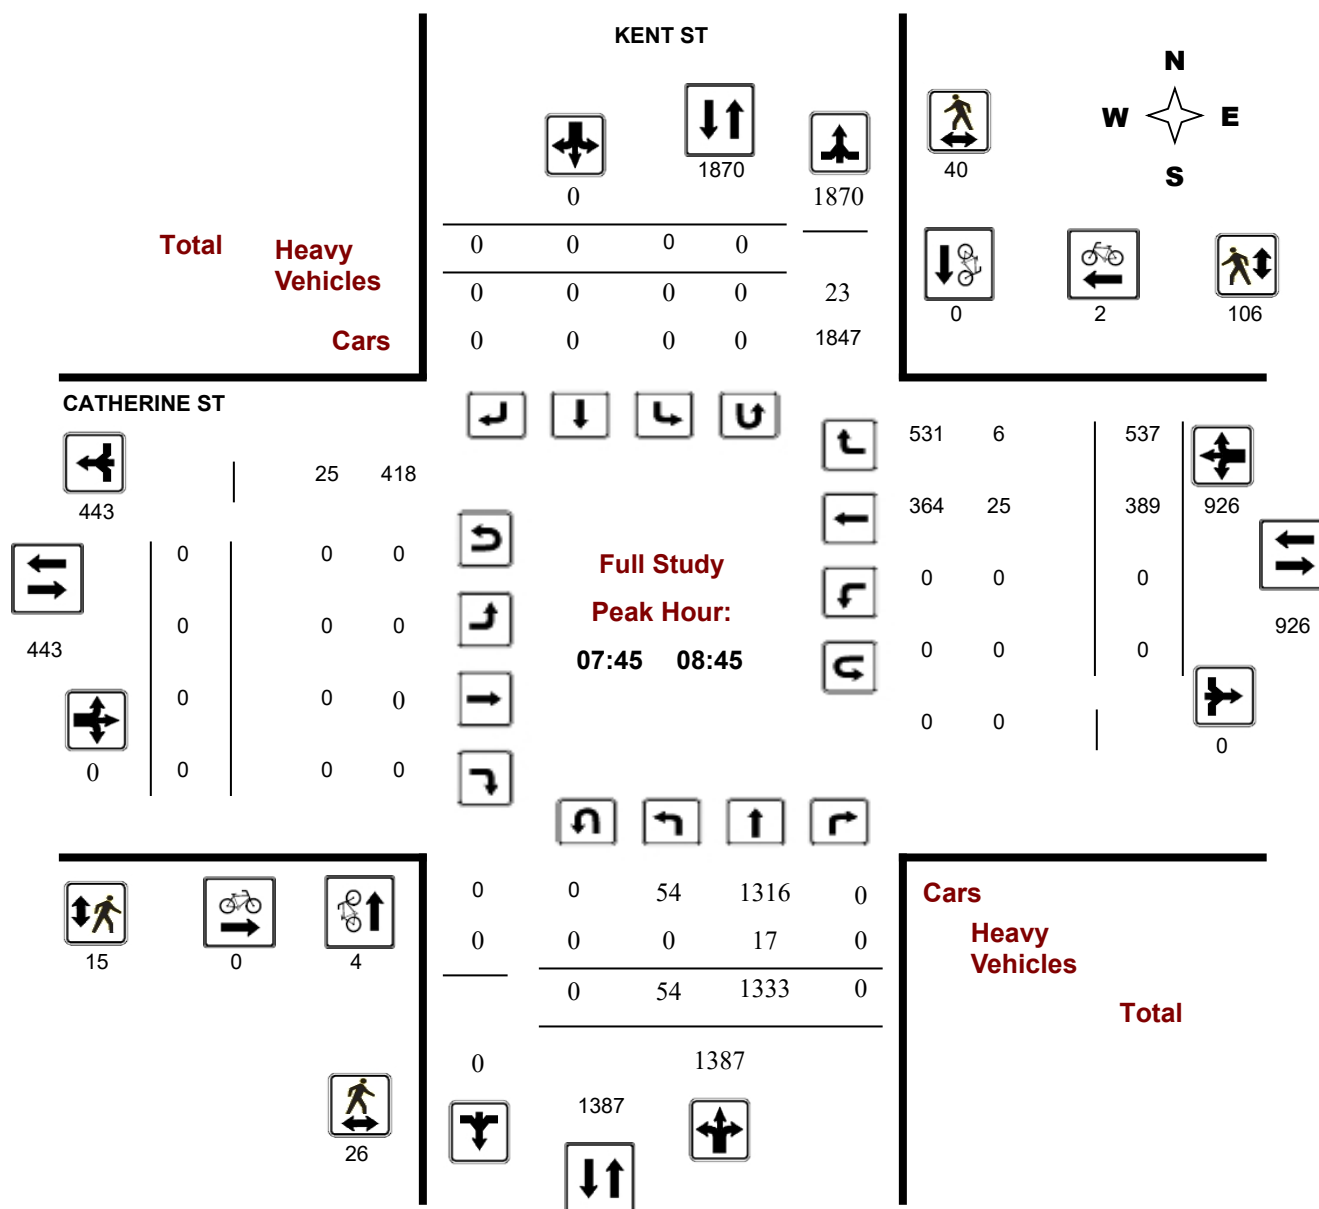 KENT ST
N
W E
S
1870
40
0
1870
Total
Heavy
Vehicles
Cars
0 0 0 0
0 0 0 0 23
0 0 0 0 1847
0 2 106
CATHERINE ST
443
25 418
0 0 0
0 0 0
443
0 0 0
0
0 0 0
Full Study
Peak Hour:
07:45 08:45
531 6 537
364 25 389 926
0 0 0
926
0 0 0
0 0
0
15 0 4
26
0 0 54 1316 0
0 0 0 17 0
0 54 1333 0
0 1387
1387
Cars
Heavy
Vehicles
Total